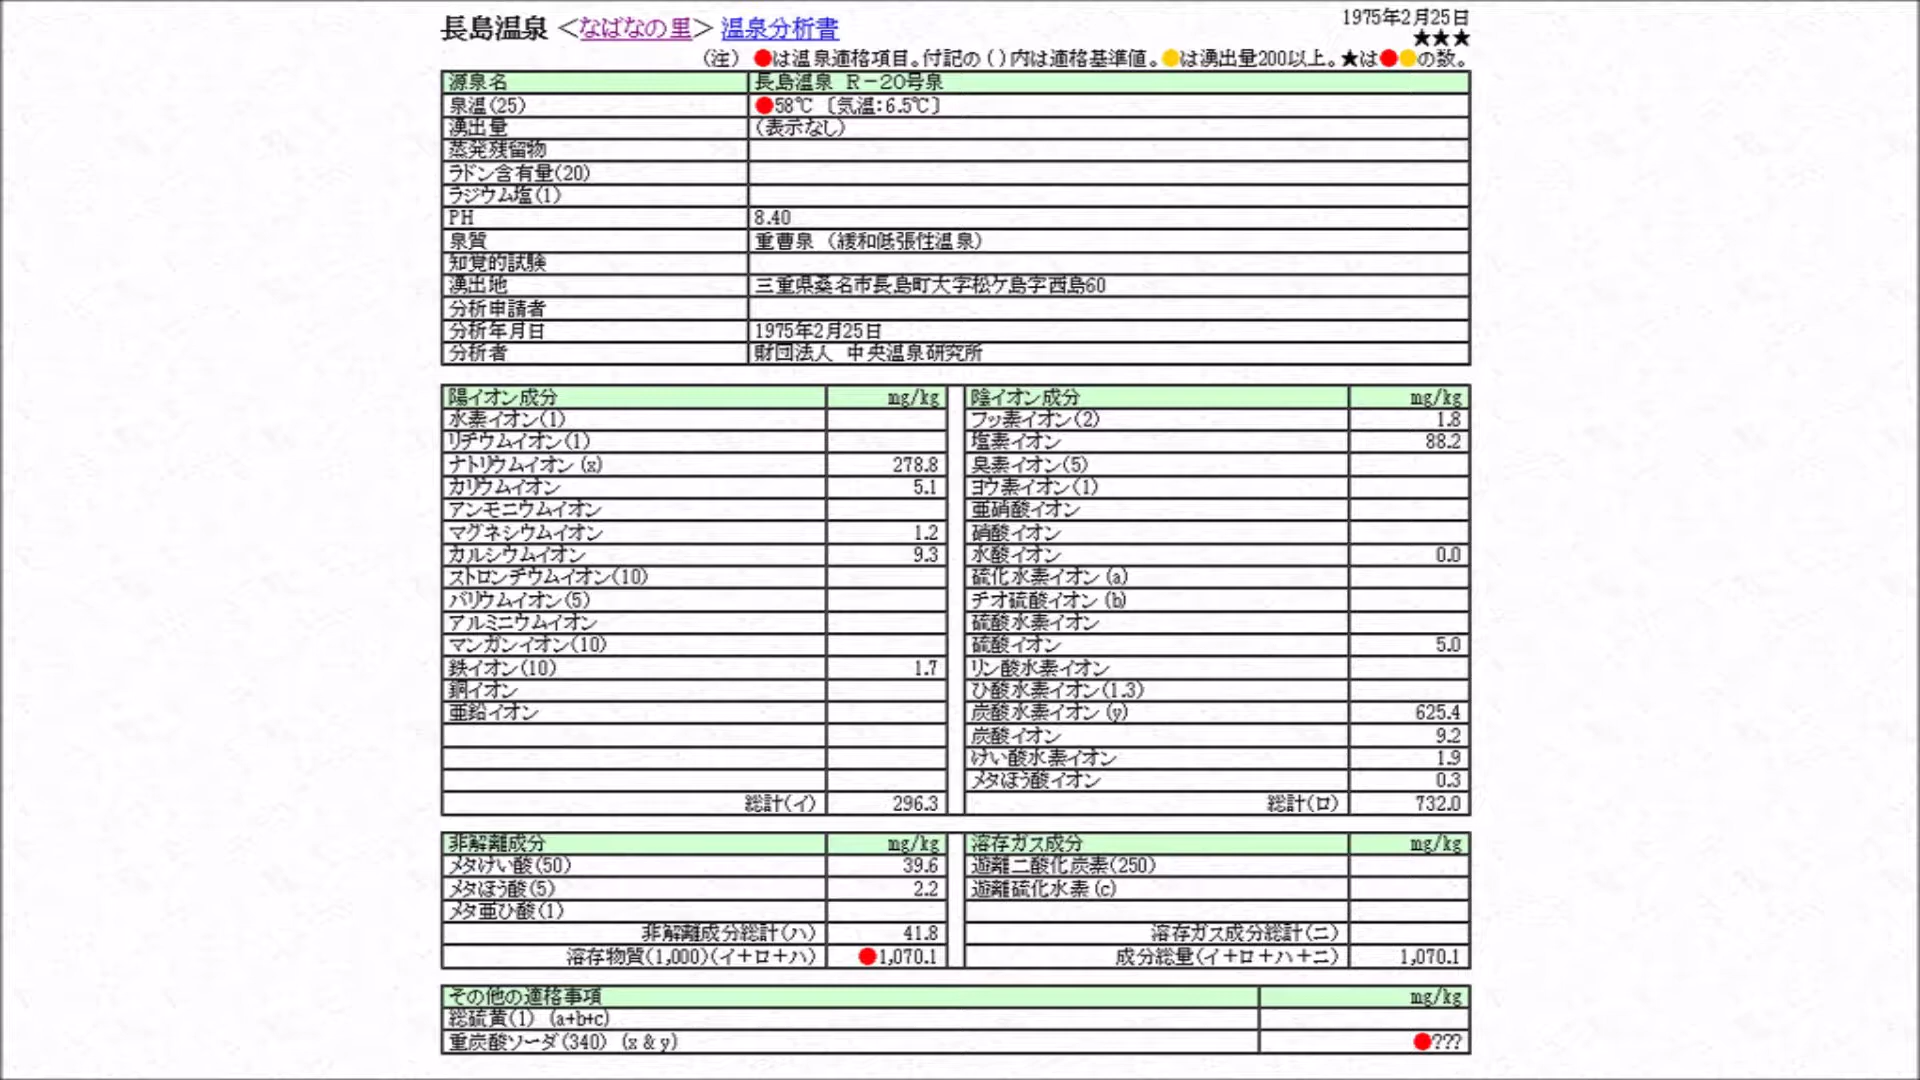 長島温泉 ＜なばなの里＞ 温泉分析書
1975年2月25日
★★★
（注） ●は温泉適格項目。付記の（ ）内は適格基準値。●は湧出量200以上。★は●●の数。
源泉名 長島温泉 Ｒ－２０号泉
泉温(25) ●58℃ 〔気温：6.5℃〕
湧出量 （表示なし）
蒸発残留物
ラドン含有量(20)
ラジウム塩(1)
PH 8.40
泉質 重曹泉 （緩和低張性温泉）
知覚的試験
湧出地 三重県桑名市長島町大字松ケ島字西島60
分析申請者
分析年月日 1975年2月25日
分析者 財団法人 中央温泉研究所
陽イオン成分 mg/kg 陰イオン成分 mg/kg
水素イオン(1) フッ素イオン(2) 1.8
リチウムイオン(1) 塩素イオン 88.2
ナトリウムイオン (x) 278.8 臭素イオン(5)
カリウムイオン 5.1 ヨウ素イオン(1)
アンモニウムイオン 亜硝酸イオン
マグネシウムイオン 1.2 硝酸イオン
カルシウムイオン 9.3 水酸イオン 0.0
ストロンチウムイオン(10) 硫化水素イオン (a)
バリウムイオン(5) チオ硫酸イオン (b)
アルミニウムイオン 硫酸水素イオン
マンガンイオン(10) 硫酸イオン 5.0
鉄イオン(10) 1.7 リン酸水素イオン
銅イオン ひ酸水素イオン(1.3)
亜鉛イオン 炭酸水素イオン (y) 625.4
炭酸イオン 9.2
けい酸水素イオン 1.9
メタほう酸イオン 0.3
総計(イ) 296.3 総計(ロ) 732.0
非解離成分 mg/kg 溶存ガス成分 mg/kg
メタけい酸(50) 39.6 遊離二酸化炭素(250)
メタほう酸(5) 2.2 遊離硫化水素 (c)
メタ亜ひ酸(1)
非解離成分総計(ハ) 41.8 溶存ガス成分総計(ニ)
溶存物質(1,000)(イ＋ロ＋ハ) ●1,070.1 成分総量(イ＋ロ＋ハ＋ニ) 1,070.1
その他の適格事項 mg/kg
総硫黄(1) (a+b+c)
重炭酸ソーダ(340) (x & y) ●???